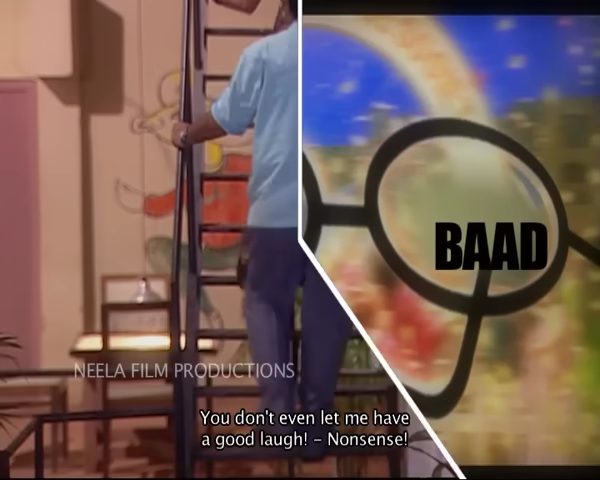 BAAD
NEELA FILM PRODUCTIONS
You don't even let me have
a good laugh! – Nonsense!